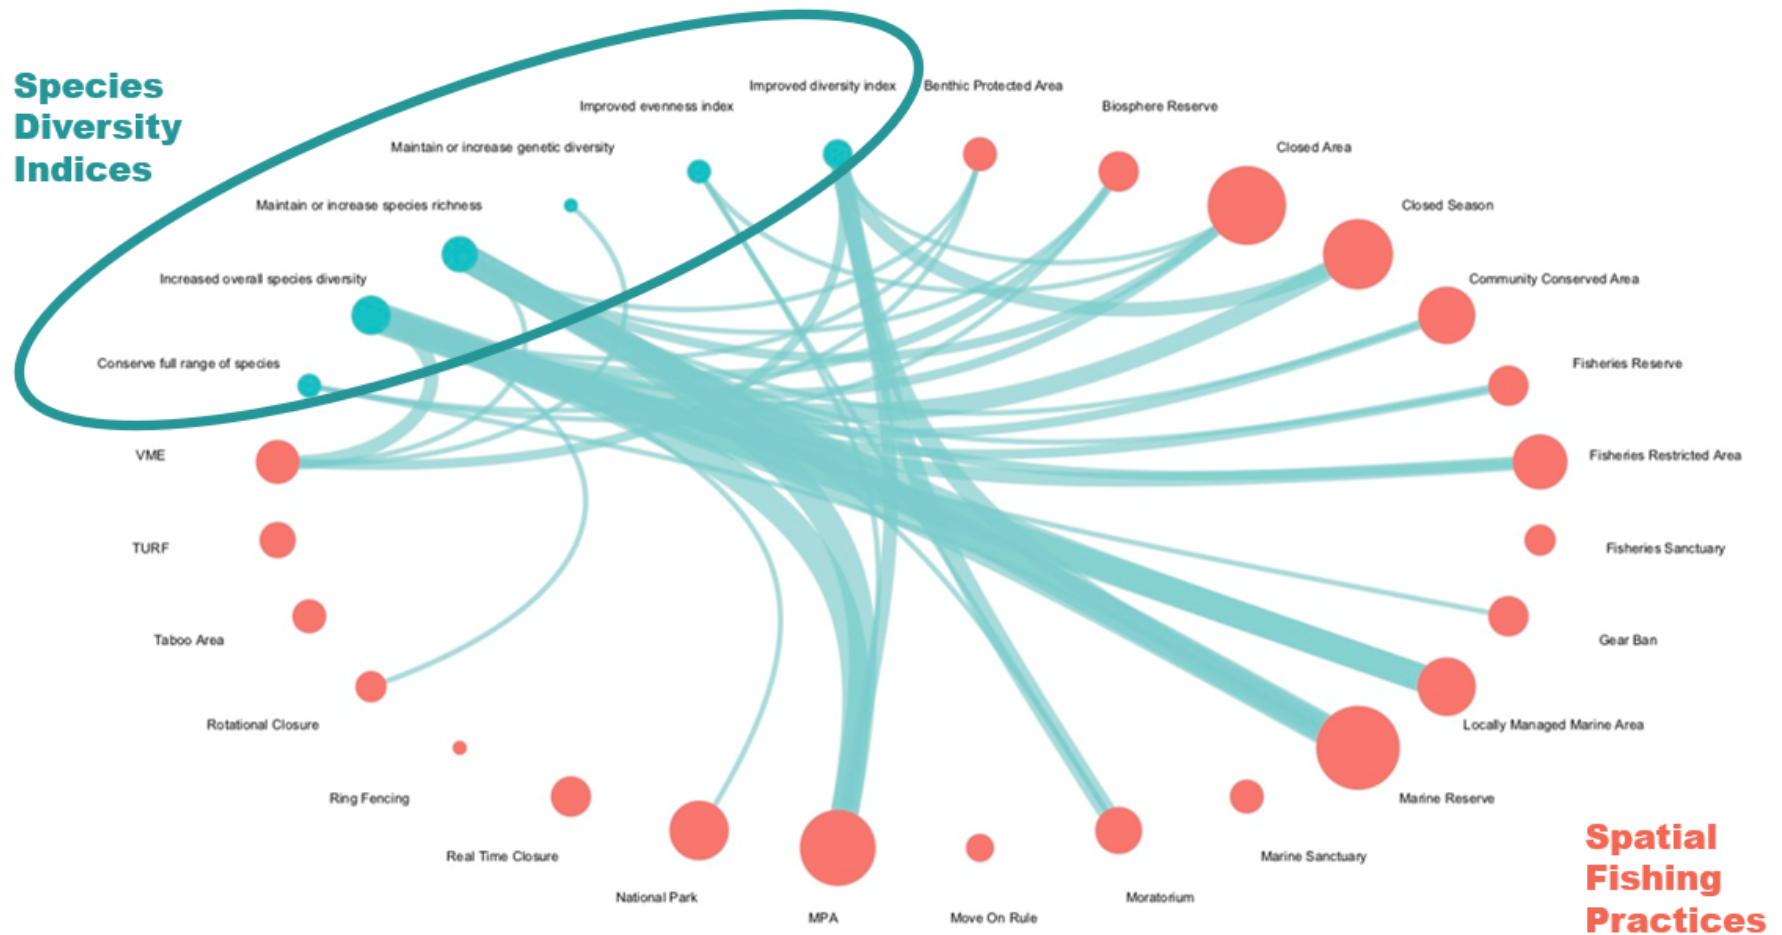 Species
Diversity
Indices
Improved diversity index
Benthic Protected Area
Improved evenness index
Biosphere Reserve
Maintain or increase genetic diversity
Closed Area
Maintain or increase species richness
Closed Season
Increased overall species diversity
Community Conserved Area
Conserve full range of species
Fisheries Reserve
VME
Fisheries Restricted Area
TURF
Fisheries Sanctuary
Taboo Area
Gear Ban
Rotational Closure
Locally Managed Marine Area
Ring Fencing
Marine Reserve
Real Time Closure
Marine Sanctuary
National Park
Moratorium
MPA
Move On Rule
Spatial
Fishing
Practices